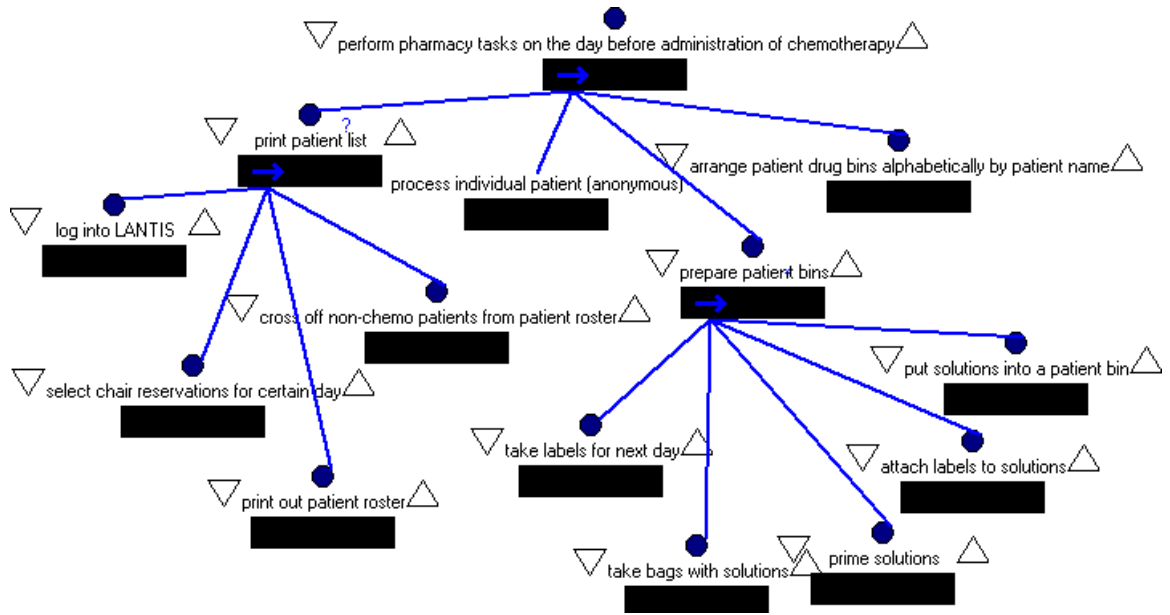 perform pharmacy tasks on the day before administration of chemotherapy
?
print patient list
arrange patient drug bins alphabetically by patient name
process individual patient (anonymous)
log into LANTIS
prepare patient bins
cross off non-chemo patients from patient roster
put solutions into a patient bin
select chair reservations for certain day
take labels for next day
attach labels to solutions
print out patient roster
prime solutions
take bags with solutions